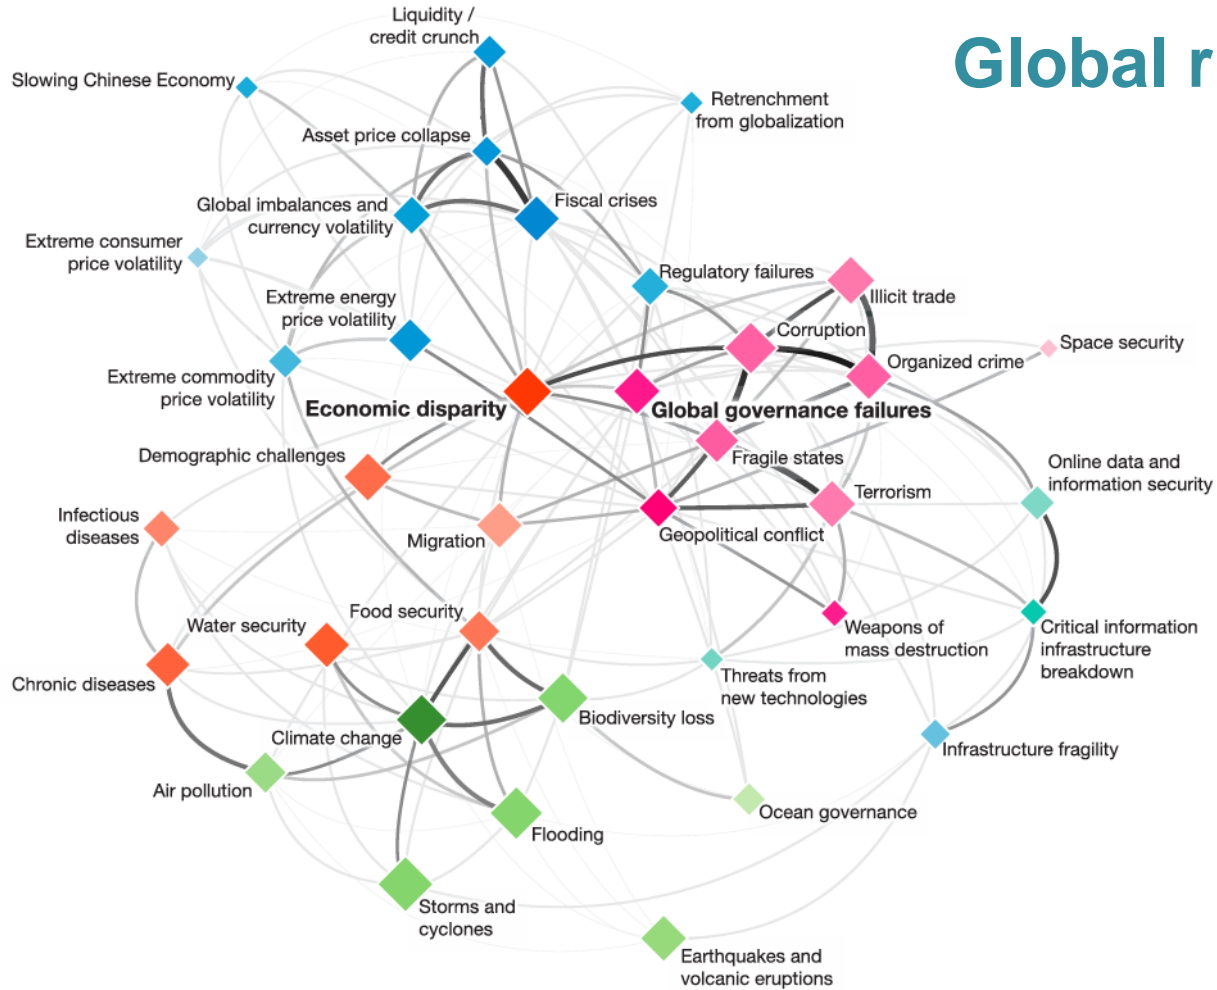 Global r
Liquidity /
credit crunch
Slowing Chinese Economy
Retrenchment
from globalization
Asset price collapse
Fiscal crises
Global imbalances and
currency volatility
Extreme consumer
price volatility
Regulatory failures
Illicit trade
Extreme energy
price volatility
Corruption
Space security
Organized crime
Extreme commodity
price volatility
Economic disparity
Global governance failures
Demographic challenges
Fragile states
Online data and
information security
Terrorism
Infectious
diseases
Migration
Geopolitical conflict
Food security
Water security
Weapons of
mass destruction
Critical information
infrastructure
breakdown
Chronic diseases
Threats from
new technologies
Biodiversity loss
Climate change
Infrastructure fragility
Air pollution
Ocean governance
Flooding
Storms and
cyclones
Earthquakes and
volcanic eruptions